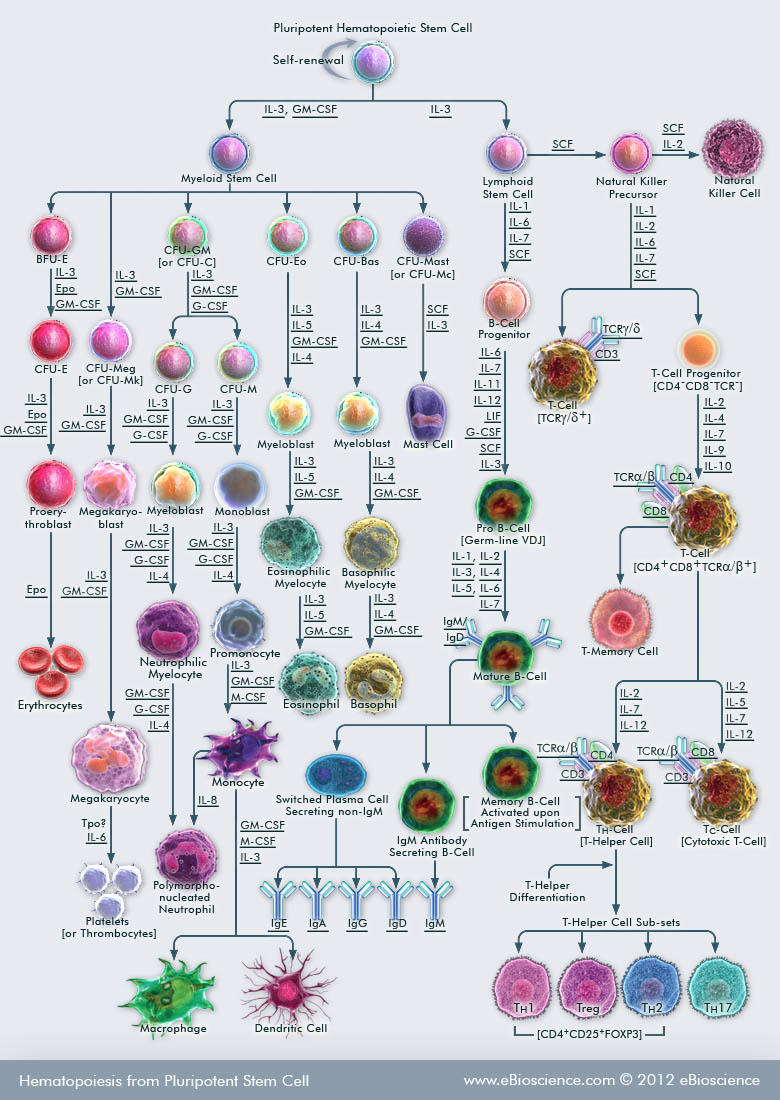 Pluripotent Hematopoietic Stem Cell
Self-renewal
IL-3, GM-CSF
IL-3
Myeloid Stem Cell
SCF
SCF
IL-2
Lymphoid
Stem Cell
Natural Killer
Precursor
Natural
Killer Cell
IL-1
IL-6
IL-7
SCF
IL-1
IL-2
IL-6
IL-7
SCF
BFU-E
CFU-GM
[or CFU-C]
CFU-Eo
CFU-Bas
CFU-Mast
[or CFU-Mc]
IL-3
Epo
GM-CSF
IL-3
GM-CSF
IL-3
GM-CSF
G-CSF
IL-3
IL-5
GM-CSF
IL-4
IL-3
IL-4
GM-CSF
SCF
IL-3
B-Cell
Progenitor
TCRγ/δ
CD3
T-Cell
[TCRγ/δ⁺]
T-Cell Progenitor
[CD4⁻CD8⁻TCR⁻]
CFU-E
CFU-Meg
[or CFU-Mk]
CFU-G
CFU-M
IL-3
Epo
GM-CSF
IL-3
GM-CSF
IL-3
GM-CSF
G-CSF
IL-3
GM-CSF
G-CSF
Myeloblast
Myeloblast
Mast Cell
IL-6
IL-7
IL-11
IL-12
LIF
G-CSF
SCF
IL-3
IL-2
IL-4
IL-7
IL-9
IL-10
IL-3
IL-5
GM-CSF
IL-3
IL-4
GM-CSF
Proery-
throblast
Megakaryo-
blast
Myeloblast
Monoblast
Pro B-Cell
[Germ-line VDJ]
TCRα/β
CD4
CD8
T-Cell
[CD4⁺CD8⁺TCRα/β⁺]
IL-3
GM-CSF
G-CSF
IL-4
IL-3
GM-CSF
G-CSF
IL-4
Eosinophilic
Myelocyte
Basophilic
Myelocyte
IL-1, IL-2
IL-3, IL-4
IL-5, IL-6
IL-7
Epo
IL-3
GM-CSF
IL-3
IL-5
GM-CSF
IL-3
IL-4
GM-CSF
IgM/
IgD
Mature B-Cell
T-Memory Cell
Neutrophilic
Myelocyte
Promonocyte
Erythrocytes
Eosinophil
Basophil
IL-3
GM-CSF
M-CSF
GM-CSF
G-CSF
IL-4
IL-2
IL-7
IL-12
IL-2
IL-5
IL-7
IL-12
Megakaryocyte
Monocyte
Switched Plasma Cell
Secreting non-IgM
IgM Antibody
Secreting B-Cell
Memory B-Cell
Activated upon
Antigen Stimulation
TCRα/β
CD4
CD3
TH-Cell
[T-Helper Cell]
TCRα/β
CD8
CD3
TC-Cell
[Cytotoxic T-Cell]
Tpo?
IL-6
IL-8
GM-CSF
M-CSF
IL-3
Platelets
[or Thrombocytes]
Polymorpho-
nucleated
Neutrophil
IgE
IgA
IgG
IgD
IgM
T-Helper
Differentiation
T-Helper Cell Sub-sets
TH1
Treg
TH2
TH17
[CD4⁺CD25⁺FOXP3]
Macrophage
Dendritic Cell
Hematopoiesis from Pluripotent Stem Cell
www.eBioscience.com © 2012 eBioscience